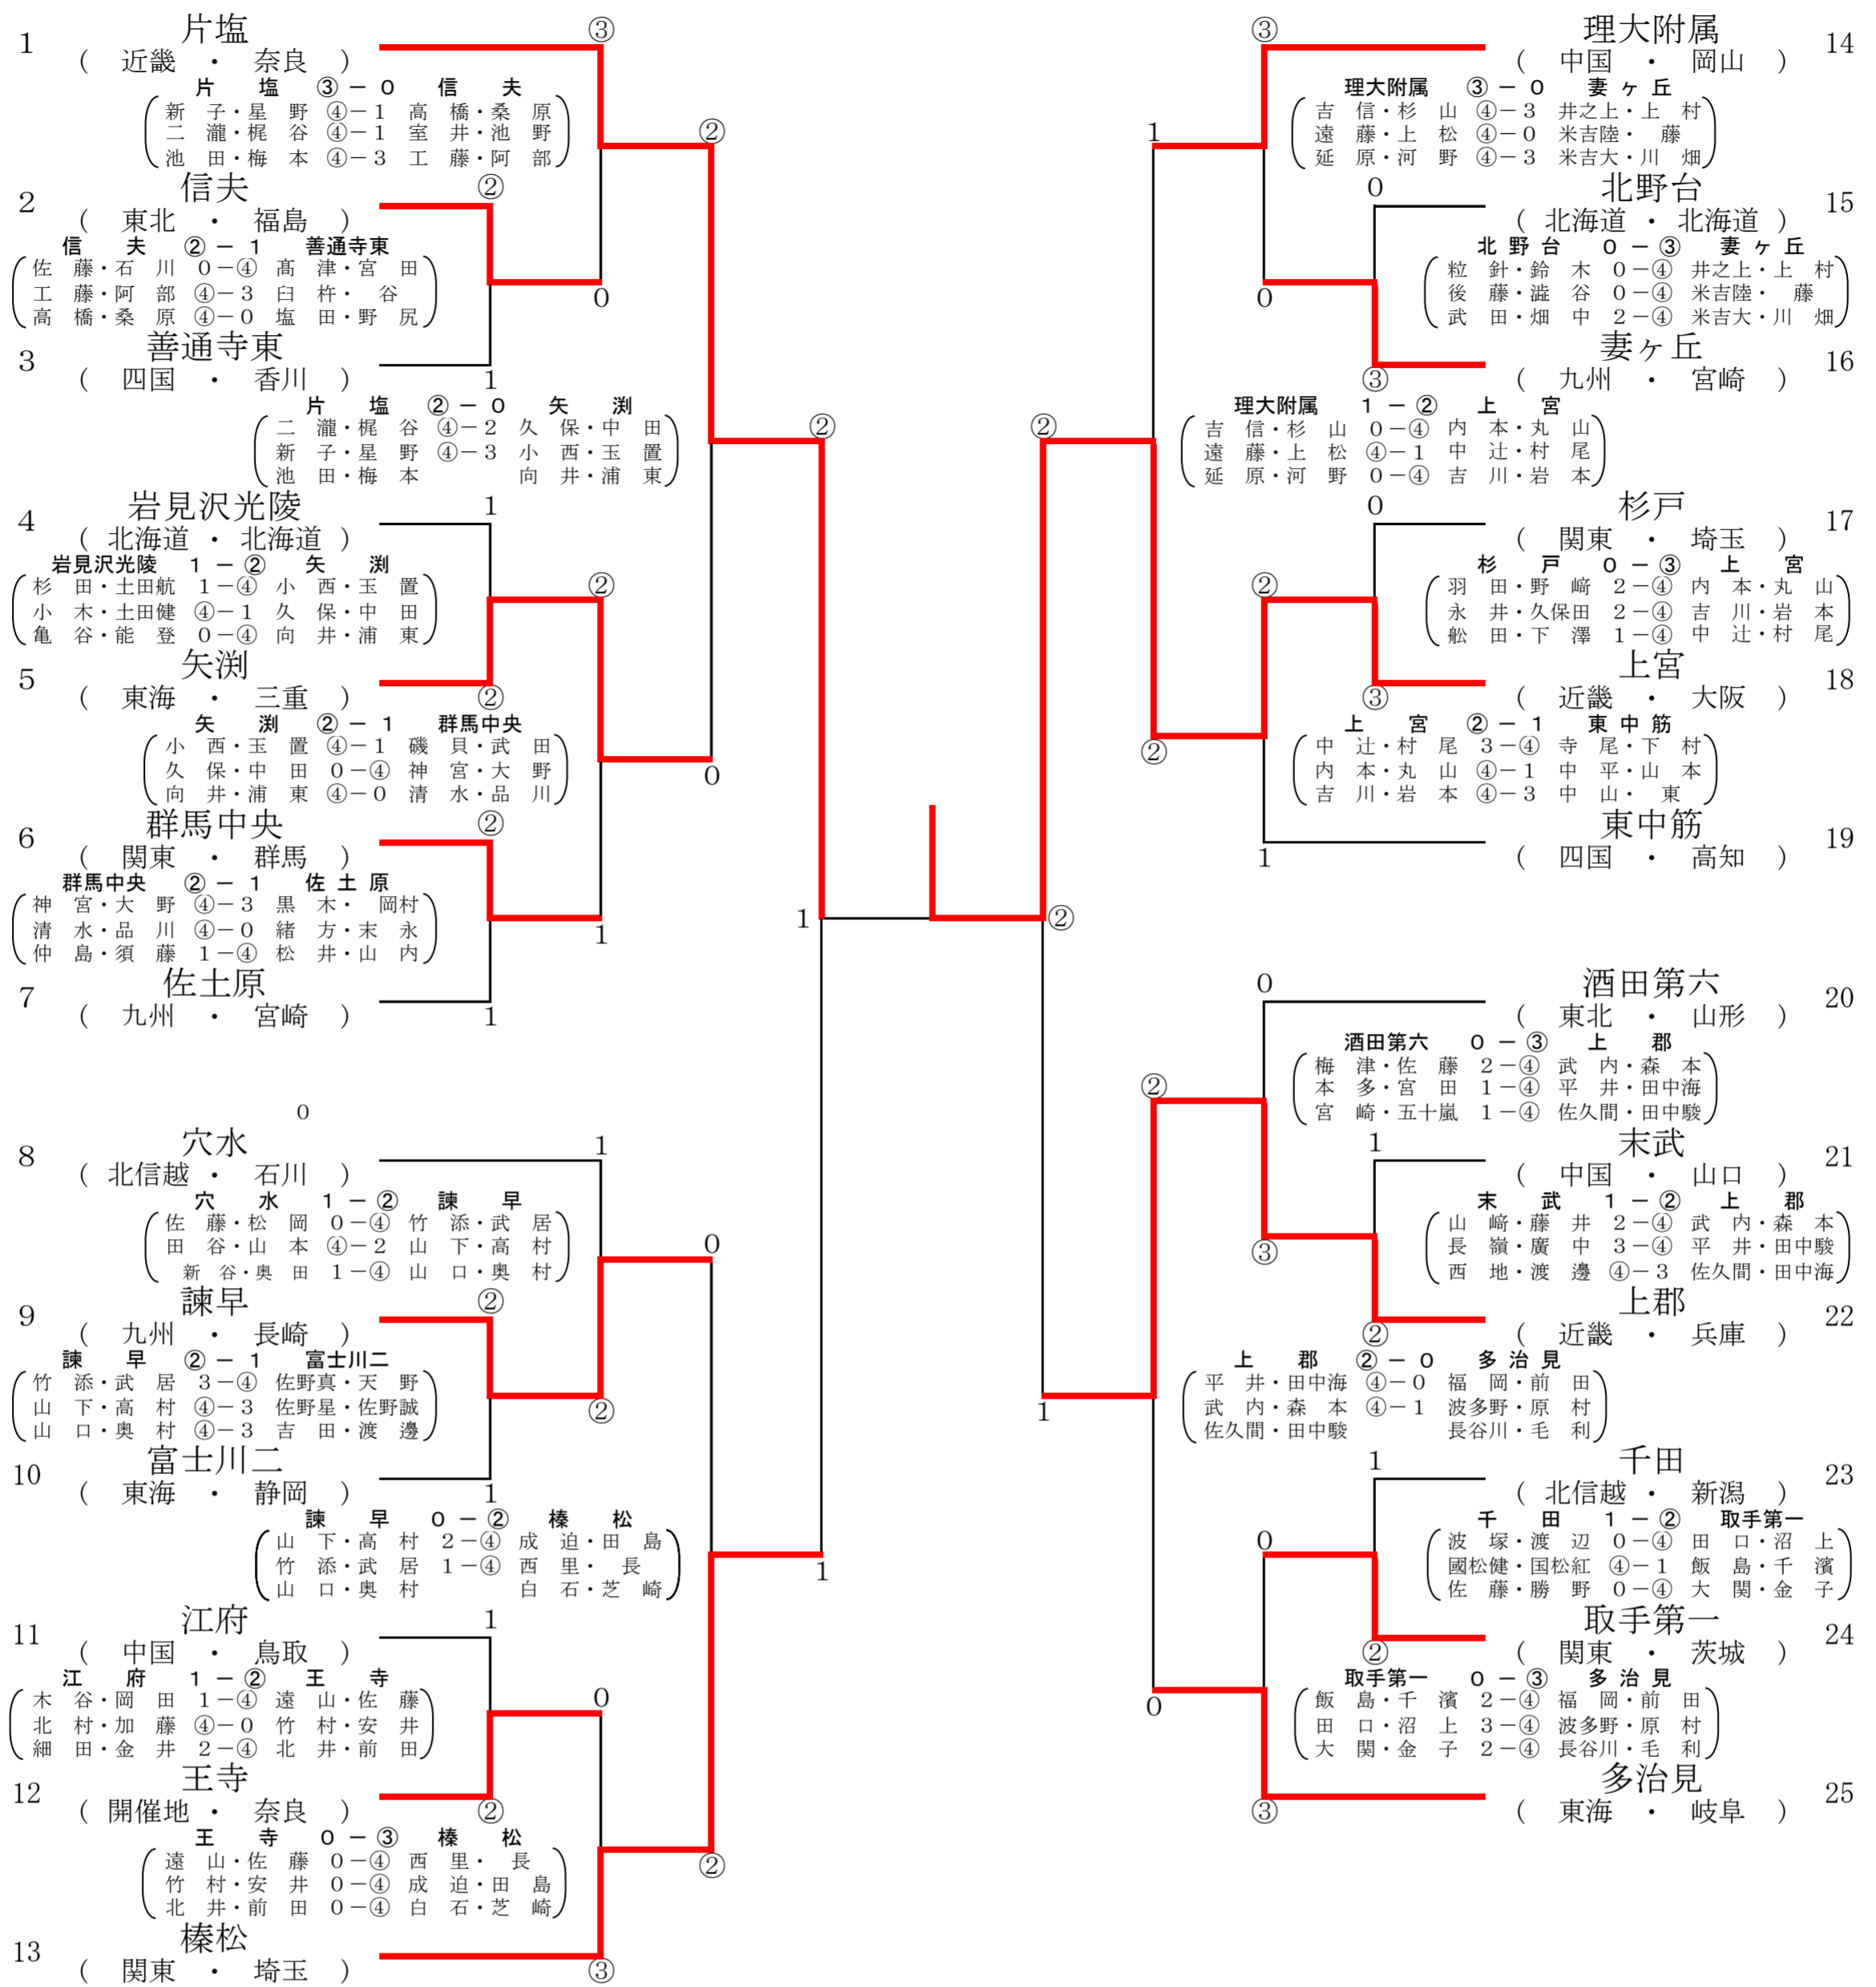 1 片塩
( 近畿 ・ 奈良 )
③
片 塩 ③－0 信 夫
新 子・星 野 ④－1 高 橋・桑 原
二 瀧・梶 谷 ④－1 室 井・池 野
池 田・梅 本 ④－3 工 藤・阿 部
②
2 信夫
( 東北 ・ 福島 )
②
信 夫 ②－1 善通寺東
佐 藤・石 川 0－④ 髙 津・宮 田
工 藤・阿 部 ④－3 臼 杵・ 谷
高 橋・桑 原 ④－0 塩 田・野 尻
0
3 善通寺東
( 四国 ・ 香川 )
1
片 塩 ②－0 矢 渕
二 瀧・梶 谷 ④－2 久 保・中 田
新 子・星 野 ④－3 小 西・玉 置
池 田・梅 本 向 井・浦 東
②
4 岩見沢光陵
( 北海道 ・ 北海道 )
1
岩見沢光陵 1－② 矢 渕
杉 田・土田航 1－④ 小 西・玉 置
小 木・土田健 ④－1 久 保・中 田
亀 谷・能 登 0－④ 向 井・浦 東
②
5 矢渕
( 東海 ・ 三重 )
②
矢 渕 ②－1 群馬中央
小 西・玉 置 ④－1 磯 貝・武 田
久 保・中 田 0－④ 神 宮・大 野
向 井・浦 東 ④－0 清 水・品 川
0
6 群馬中央
( 関東 ・ 群馬 )
②
群馬中央 ②－1 佐 土 原
神 宮・大 野 ④－3 黒 木・ 岡村
清 水・品 川 ④－0 緒 方・末 永
仲 島・須 藤 1－④ 松 井・山 内
1
7 佐土原
( 九州 ・ 宮崎 )
1
1
0
8 穴水
( 北信越 ・ 石川 )
1
穴 水 1－② 諫 早
佐 藤・松 岡 0－④ 竹 添・武 居
田 谷・山 本 ④－2 山 下・高 村
新 谷・奥 田 1－④ 山 口・奥 村
0
9 諫早
( 九州 ・ 長崎 )
②
諫 早 ②－1 富士川二
竹 添・武 居 3－④ 佐野真・天 野
山 下・高 村 ④－3 佐野星・佐野誠
山 口・奥 村 ④－3 吉 田・渡 邊
②
10 富士川二
( 東海 ・ 静岡 )
1
諫 早 0－② 榛 松
山 下・高 村 2－④ 成 迫・田 島
竹 添・武 居 1－④ 西 里・ 長
山 口・奥 村 白 石・芝 崎
1
11 江府
( 中国 ・ 鳥取 )
1
江 府 1－② 王 寺
木 谷・岡 田 1－④ 遠 山・佐 藤
北 村・加 藤 ④－0 竹 村・安 井
細 田・金 井 2－④ 北 井・前 田
0
12 王寺
( 開催地 ・ 奈良 )
②
王 寺 0－③ 榛 松
遠 山・佐 藤 0－④ 西 里・ 長
竹 村・安 井 0－④ 成 迫・田 島
北 井・前 田 0－④ 白 石・芝 崎
②
13 榛松
( 関東 ・ 埼玉 )
③
③
理大附属 14
( 中国 ・ 岡山 )
理大附属 ③－0 妻 ヶ 丘
吉 信・杉 山 ④－3 井之上・上 村
遠 藤・上 松 ④－0 米吉陸・ 藤
延 原・河 野 ④－3 米吉大・川 畑
1
0
北野台 15
( 北海道 ・ 北海道 )
北 野 台 0－③ 妻 ヶ 丘
粒 針・鈴 木 0－④ 井之上・上 村
後 藤・澁 谷 0－④ 米吉陸・ 藤
武 田・畑 中 2－④ 米吉大・川 畑
0
妻ヶ丘 16
( 九州 ・ 宮崎 )
③
理大附属 1－② 上 宮
吉 信・杉 山 0－④ 内 本・丸 山
遠 藤・上 松 ④－1 中 辻・村 尾
延 原・河 野 0－④ 吉 川・岩 本
②
0
杉戸 17
( 関東 ・ 埼玉 )
杉 戸 0－③ 上 宮
羽 田・野 﨑 2－④ 内 本・丸 山
永 井・久保田 2－④ 吉 川・岩 本
舩 田・下 澤 1－④ 中 辻・村 尾
②
上宮 18
( 近畿 ・ 大阪 )
③
上 宮 ②－1 東 中 筋
中 辻・村 尾 3－④ 寺 尾・下 村
内 本・丸 山 ④－1 中 平・山 本
吉 川・岩 本 ④－3 中 山・ 東
②
東中筋 19
( 四国 ・ 高知 )
1
②
0
酒田第六 20
( 東北 ・ 山形 )
酒田第六 0－③ 上 郡
梅 津・佐 藤 2－④ 武 内・森 本
本 多・宮 田 1－④ 平 井・田中海
宮 崎・五十嵐 1－④ 佐久間・田中駿
②
1
末武 21
( 中国 ・ 山口 )
末 武 1－② 上 郡
山 﨑・藤 井 2－④ 武 内・森 本
長 嶺・廣 中 3－④ 平 井・田中駿
西 地・渡 邊 ④－3 佐久間・田中海
③
上郡 22
( 近畿 ・ 兵庫 )
②
上 郡 ②－0 多 治 見
平 井・田中海 ④－0 福 岡・前 田
武 内・森 本 ④－1 波多野・原 村
佐久間・田中駿 長谷川・毛 利
1
1
千田 23
( 北信越 ・ 新潟 )
千 田 1－② 取手第一
波 塚・渡 辺 0－④ 田 口・沼 上
國松健・国松紅 ④－1 飯 島・千 濱
佐 藤・勝 野 0－④ 大 関・金 子
0
取手第一 24
( 関東 ・ 茨城 )
②
取手第一 0－③ 多 治 見
飯 島・千 濱 2－④ 福 岡・前 田
田 口・沼 上 3－④ 波多野・原 村
大 関・金 子 2－④ 長谷川・毛 利
0
多治見 25
( 東海 ・ 岐阜 )
③